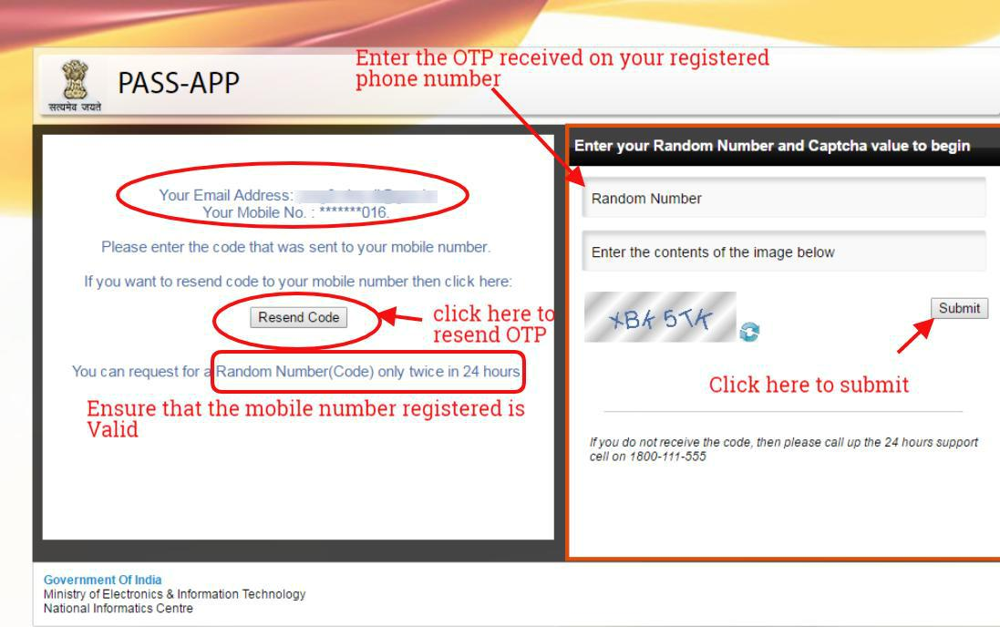 सत्यमेव जयते
PASS-APP
Enter the OTP received on your registered
phone number
Your Email Address:
Your Mobile No. : *******016.
Please enter the code that was sent to your mobile number.
If you want to resend code to your mobile number then click here:
Resend Code
click here to
resend OTP
You can request for a Random Number(Code) only twice in 24 hours
Ensure that the mobile number registered is
Valid
Enter your Random Number and Captcha value to begin
Random Number
Enter the contents of the image below
Submit
Click here to submit
If you do not receive the code, then please call up the 24 hours support
cell on 1800-111-555
Government Of India
Ministry of Electronics & Information Technology
National Informatics Centre